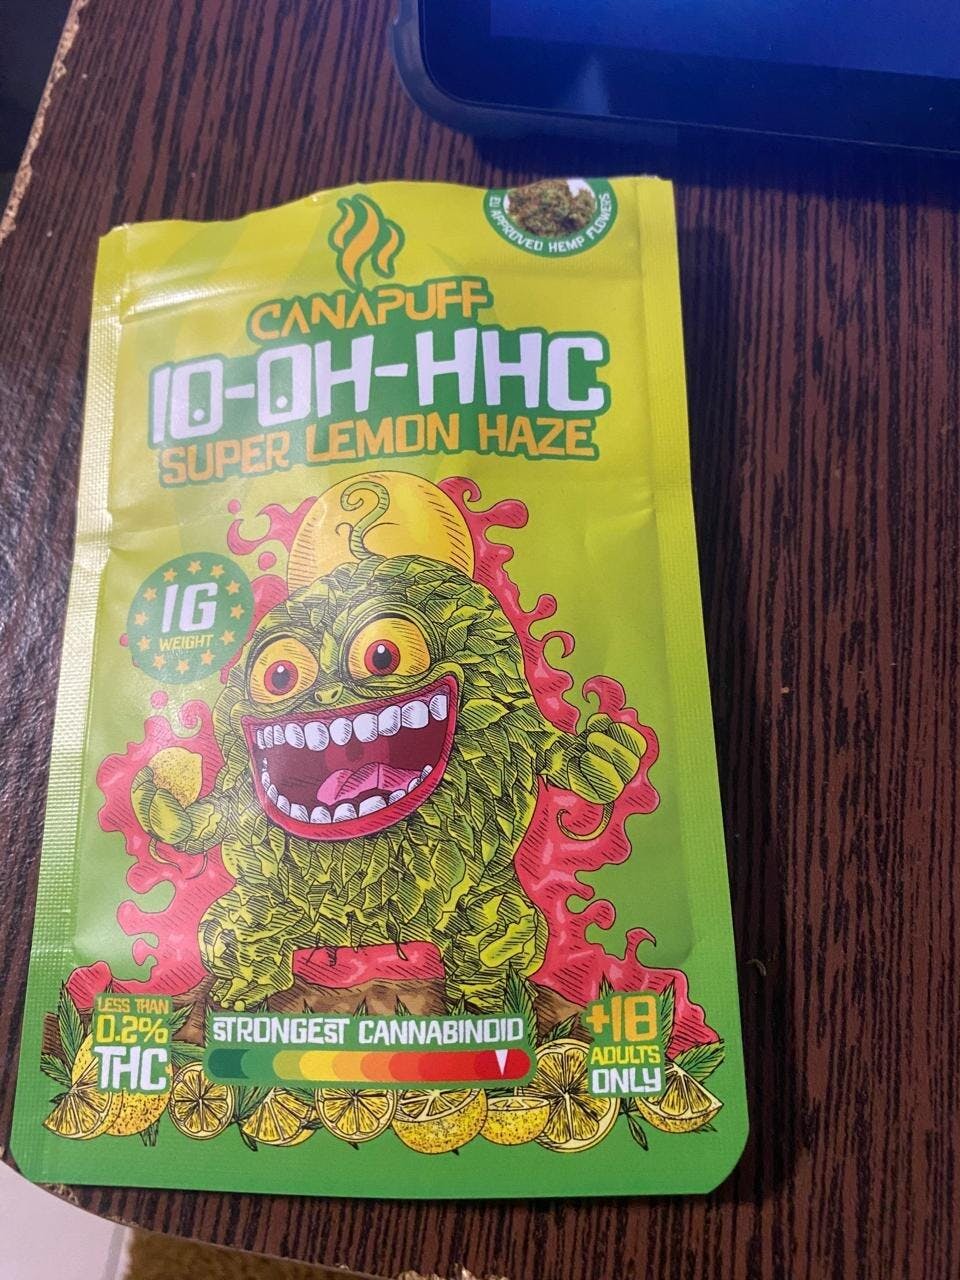 EU APPROVED HEMP FLOWERS
CANAPUFF
10-OH-HHC
SUPER LEMON HAZE
1G
WEIGHT
LESS THAN
0.2%
THC
STRONGEST CANNABINOID
+18
ADULTS
ONLY